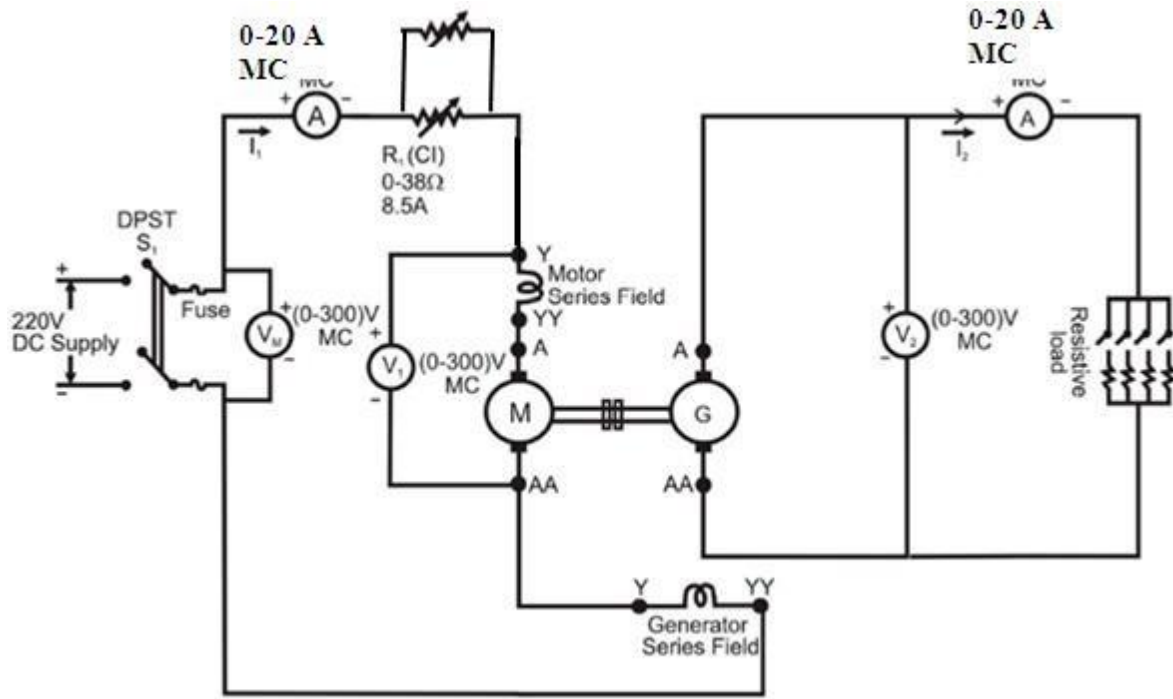 0-20 A
MC
MC
+ A -
I₁
R₁(CI)
0-38Ω
8.5A
0-20 A
MC
+ A -
I₂
DPST
S₁
+
220V
DC Supply
-
Fuse
+
V_M
-
(0-300)V
MC
+
V₁
-
(0-300)V
MC
Y
Motor
Series Field
YY
A
M
AA
A
G
AA
+
V₂
-
(0-300)V
MC
Resistive
load
Y
YY
Generator
Series Field